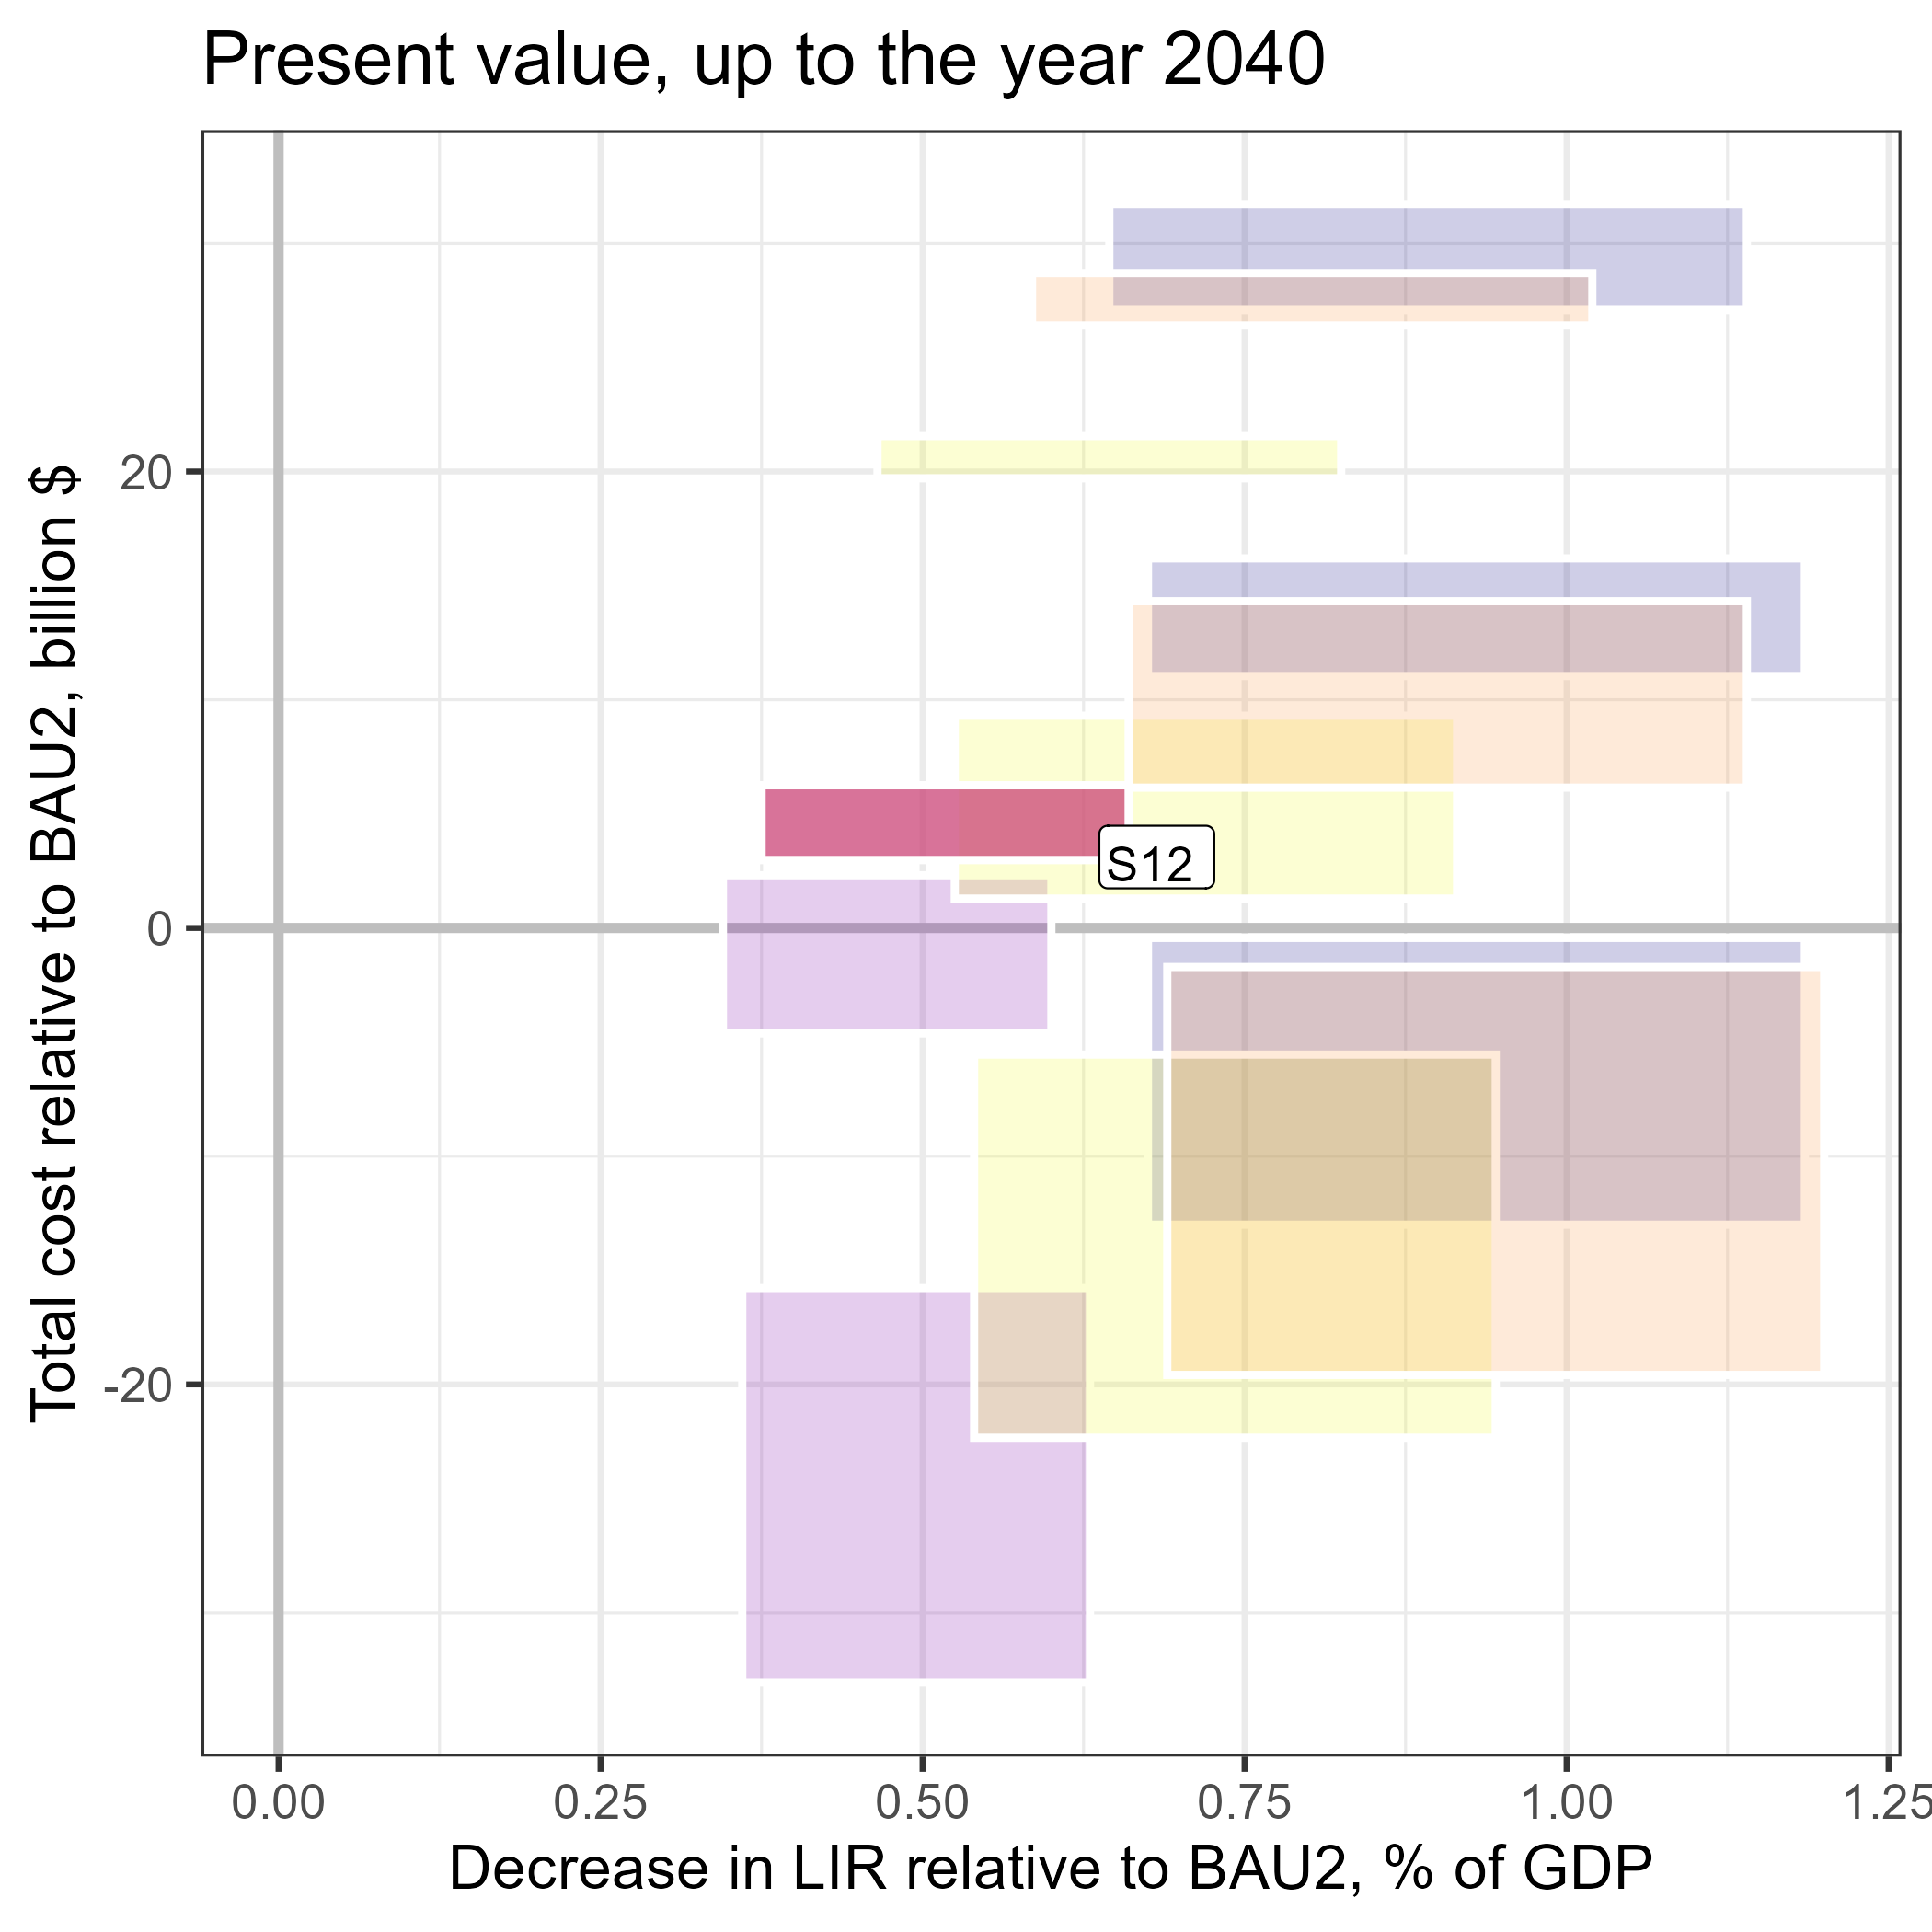 Present value, up to the year 2040
Total cost relative to BAU2, billion $
20
0
-20
S12
0.00 0.25 0.50 0.75 1.00 1.25
Decrease in LIR relative to BAU2, % of GDP